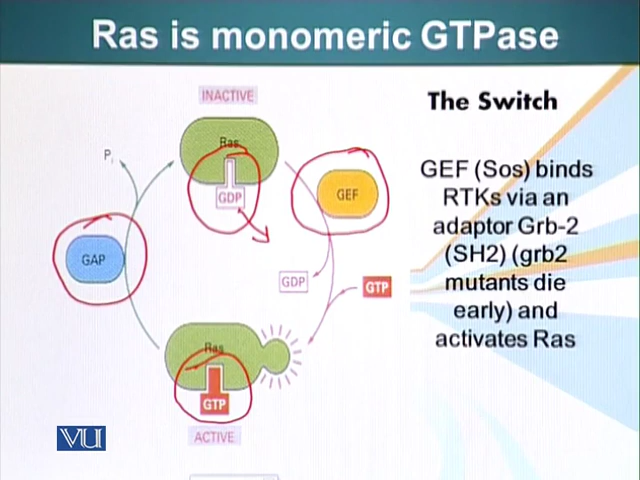 Ras is monomeric GTPase
INACTIVE
The Switch
Ras
Pi
GDP
GEF
GEF (Sos) binds
RTKs via an
adaptor Grb-2
(SH2) (grb2
mutants die
early) and
activates Ras
GAP
GDP
GTP
Ras
GTP
ACTIVE
VU